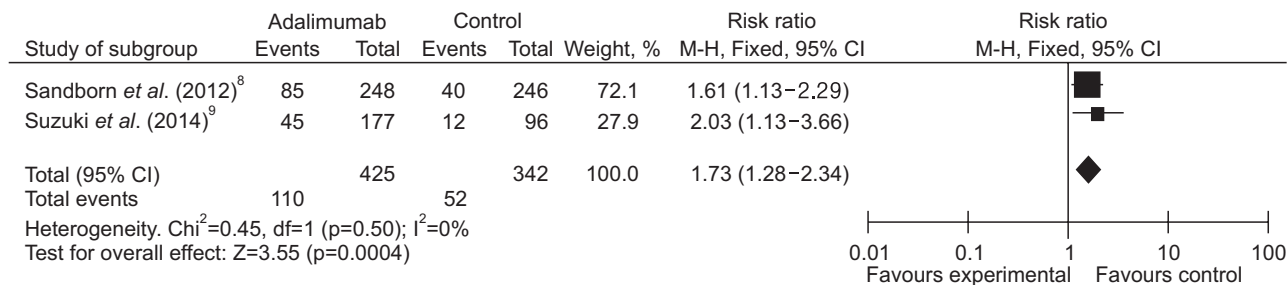 Adalimumab Control Risk ratio Risk ratio
Study of subgroup Events Total Events Total Weight, % M-H, Fixed, 95% CI M-H, Fixed, 95% CI
Sandborn et al. (2012)8 85 248 40 246 72.1 1.61 (1.13−2.29)
Suzuki et al. (2014)9 45 177 12 96 27.9 2.03 (1.13−3.66)
Total (95% CI) 425 342 100.0 1.73 (1.28−2.34)
Total events 110 52
Heterogeneity. Chi2=0.45, df=1 (p=0.50); I2=0%
Test for overall effect: Z=3.55 (p=0.0004)
0.01 0.1 1 10 100
Favours experimental Favours control